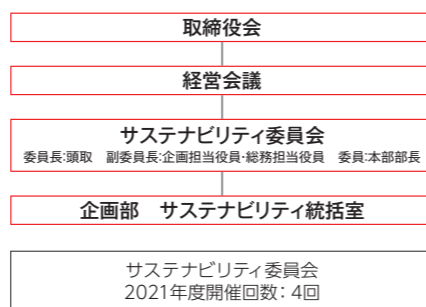 取締役会
経営会議
サステナビリティ委員会
委員長:頭取　副委員長:企画担当役員・総務担当役員　委員:本部部長
企画部　サステナビリティ統括室
サステナビリティ委員会
2021年度開催回数：4回